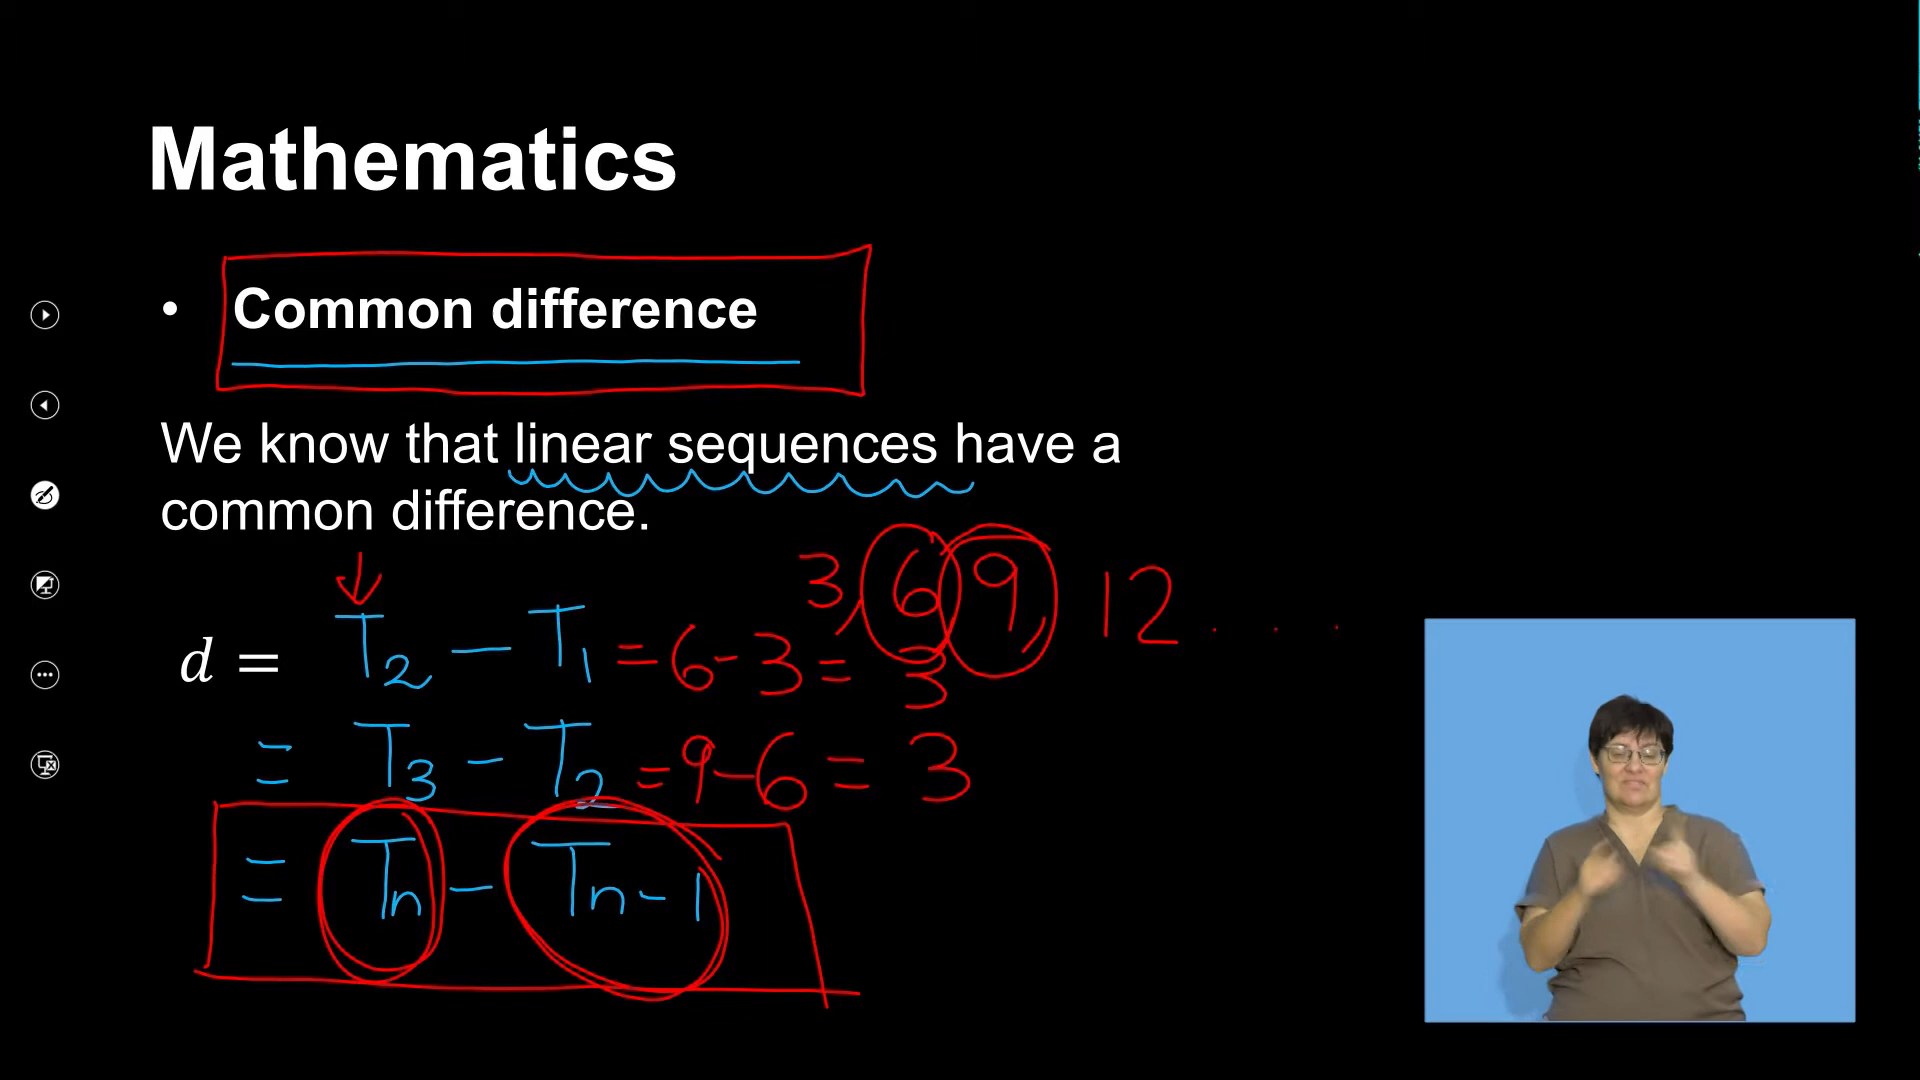 Mathematics
• Common difference
We know that linear sequences have a
common difference.
3, 6 9, 12 . . .
d = T2 − T1 = 6 - 3 = 3
= T3 - T2 = 9 - 6 = 3
= Tn - Tn - 1